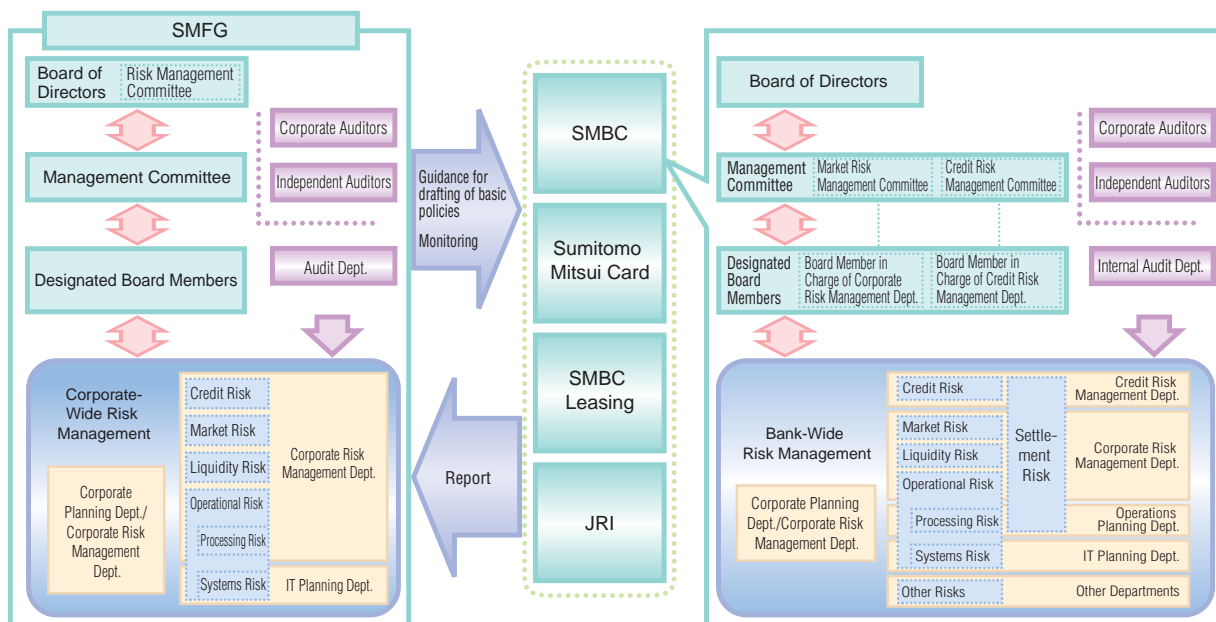 SMFG
Board of
Directors
Risk Management
Committee
Corporate Auditors
Management Committee
Independent Auditors
Designated Board Members
Audit Dept.
Corporate-
Wide Risk
Management
Corporate
Planning Dept./
Corporate Risk
Management
Dept.
Credit Risk
Market Risk
Liquidity Risk
Operational Risk
Processing Risk
Systems Risk
Corporate Risk
Management Dept.
IT Planning Dept.
Guidance for
drafting of basic
policies
Monitoring
Report
SMBC
Sumitomo
Mitsui Card
SMBC
Leasing
JRI
Board of Directors
Corporate Auditors
Management
Committee
Market Risk
Management Committee
Credit Risk
Management Committee
Independent Auditors
Designated
Board
Members
Board Member in
Charge of Corporate
Risk Management Dept.
Board Member in
Charge of Credit Risk
Management Dept.
Internal Audit Dept.
Bank-Wide
Risk Management
Corporate Planning
Dept./Corporate Risk
Management Dept.
Credit Risk
Market Risk
Liquidity Risk
Operational Risk
Processing Risk
Systems Risk
Other Risks
Settle-
ment
Risk
Credit Risk
Management Dept.
Corporate Risk
Management Dept.
Operations
Planning Dept.
IT Planning Dept.
Other Departments